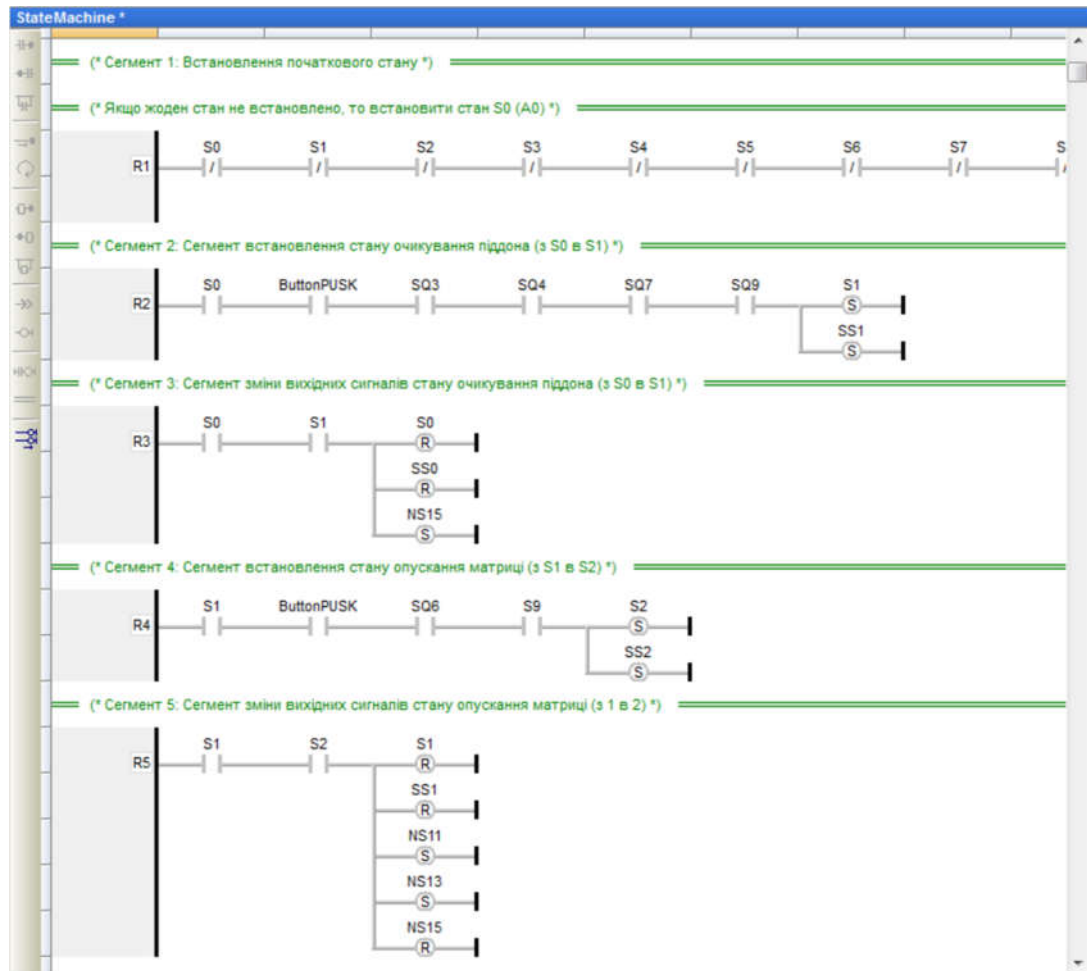 StateMachine *
(* Сегмент 1: Встановлення початкового стану *)
(* Якщо жоден стан не встановлено, то встановити стан S0 (A0) *)
S0 S1 S2 S3 S4 S5 S6 S7 S
R1
(* Сегмент 2: Сегмент встановлення стану очикування піддона (з S0 в S1) *)
S0 ButtonPUSK SQ3 SQ4 SQ7 SQ9 S1
R2
S
SS1
S
(* Сегмент 3: Сегмент зміни вихідних сигналів стану очикування піддона (з S0 в S1) *)
S0 S1 S0
R3
R
SS0
R
NS15
S
(* Сегмент 4: Сегмент встановлення стану опускання матриці (з S1 в S2) *)
S1 ButtonPUSK SQ6 S9 S2
R4
S
SS2
S
(* Сегмент 5: Сегмент зміни вихідних сигналів стану опускання матриці (з 1 в 2) *)
S1 S2 S1
R5
R
SS1
R
NS11
S
NS13
S
NS15
R